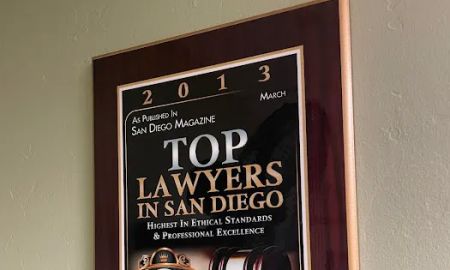 2013
March
As Published In
San Diego Magazine
TOP
LAWYERS
IN SAN DIEGO
Highest in Ethical Standards
& Professional Excellence